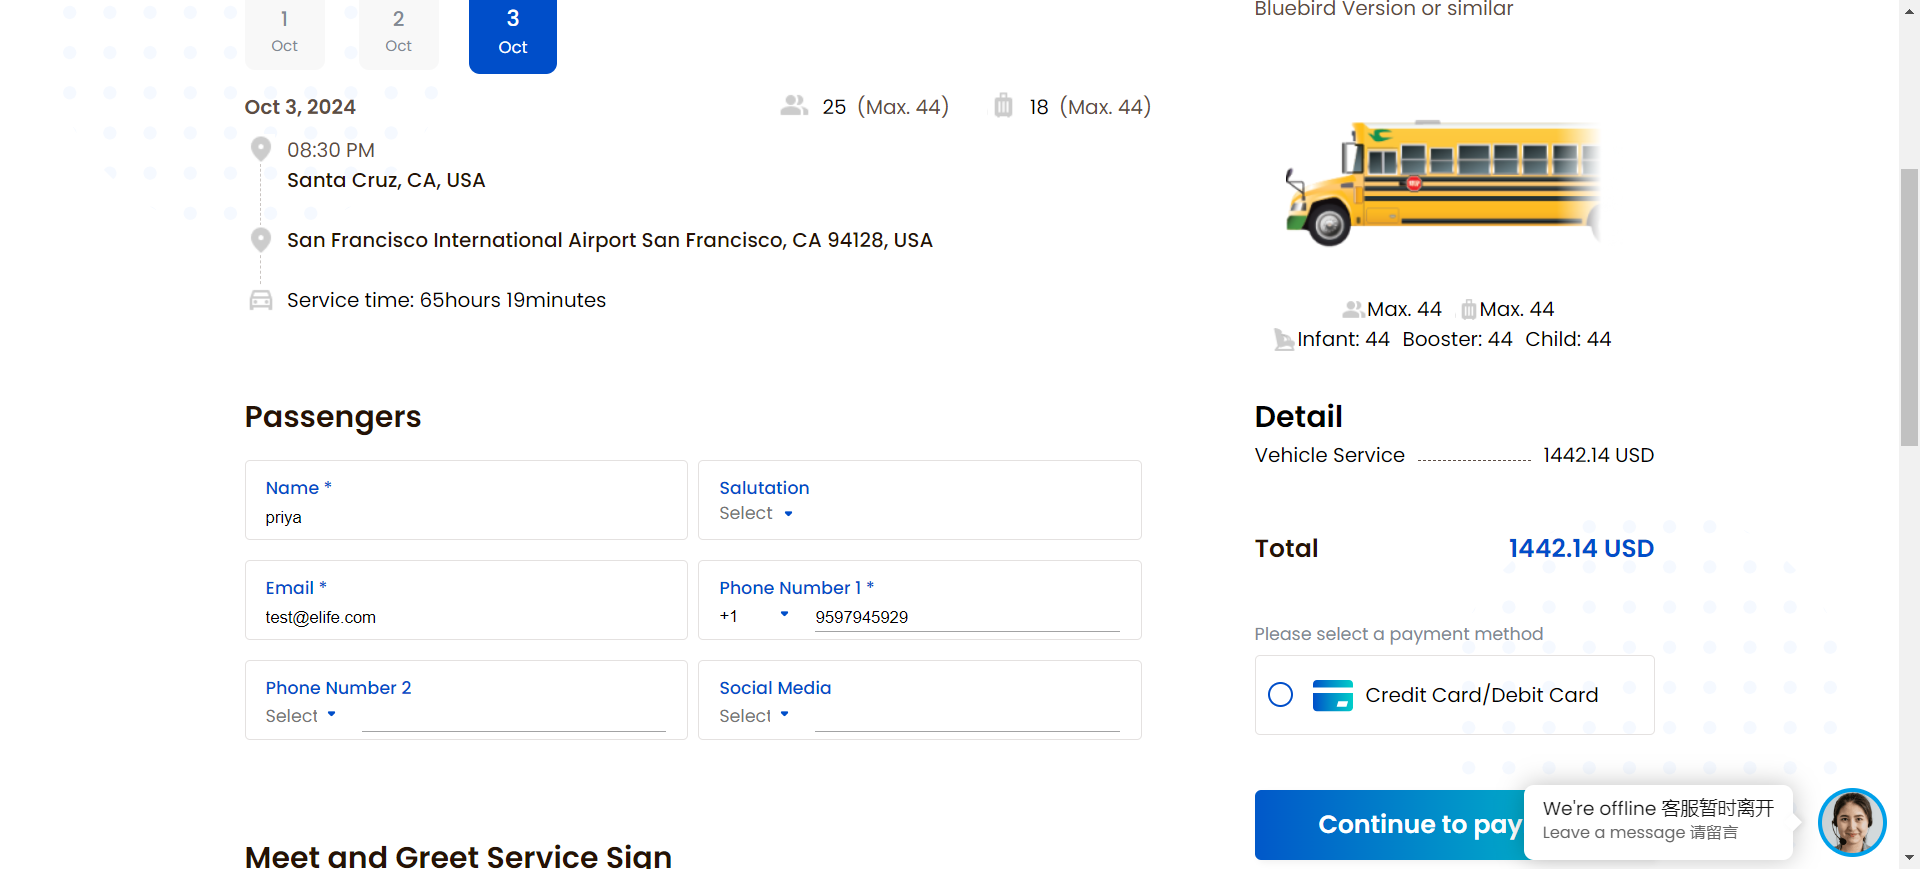 1
Oct
2
Oct
3
Oct
Oct 3, 2024
25 (Max. 44)
18 (Max. 44)
08:30 PM
Santa Cruz, CA, USA
San Francisco International Airport San Francisco, CA 94128, USA
Service time: 65hours 19minutes
Passengers
Name *
priya
Salutation
Select
Email *
test@elife.com
Phone Number 1 *
+1
9597945929
Phone Number 2
Select
Social Media
Select
Meet and Greet Service Sign
Bluebird Version or similar
Max. 44 Max. 44
Infant: 44 Booster: 44 Child: 44
Detail
Vehicle Service 1442.14 USD
Total 1442.14 USD
Please select a payment method
Credit Card/Debit Card
Continue to pay
We're offline 客服暂时离开
Leave a message 请留言